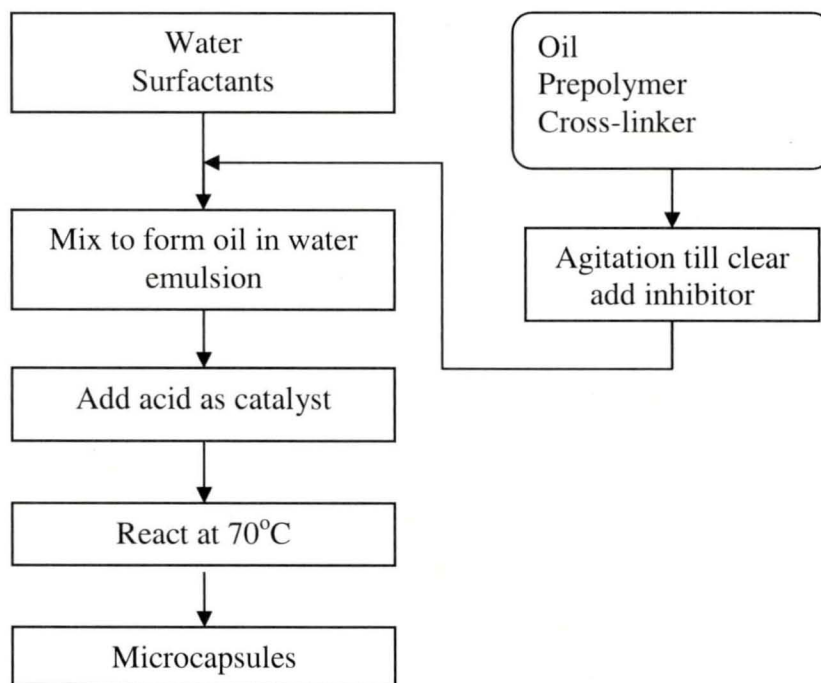 Water
Surfactants
Oil
Prepolymer
Cross-linker
Mix to form oil in water
emulsion
Agitation till clear
add inhibitor
Add acid as catalyst
React at 70°C
Microcapsules